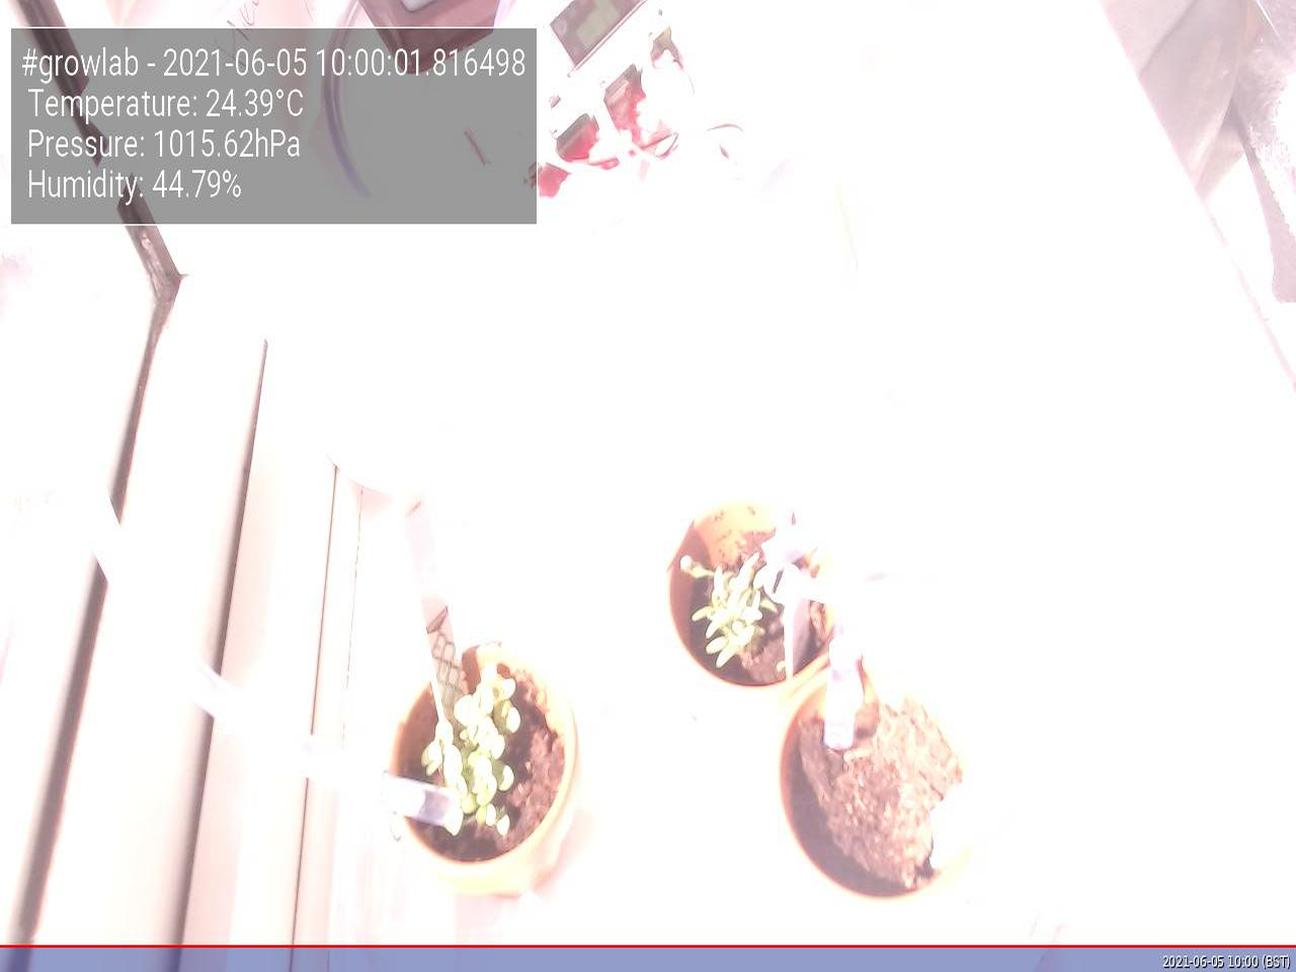 #growlab - 2021-06-05 10:00:01.816498
Temperature: 24.39°C
Pressure: 1015.62hPa
Humidity: 44.79%
2021-06-05 10:00 (BST)